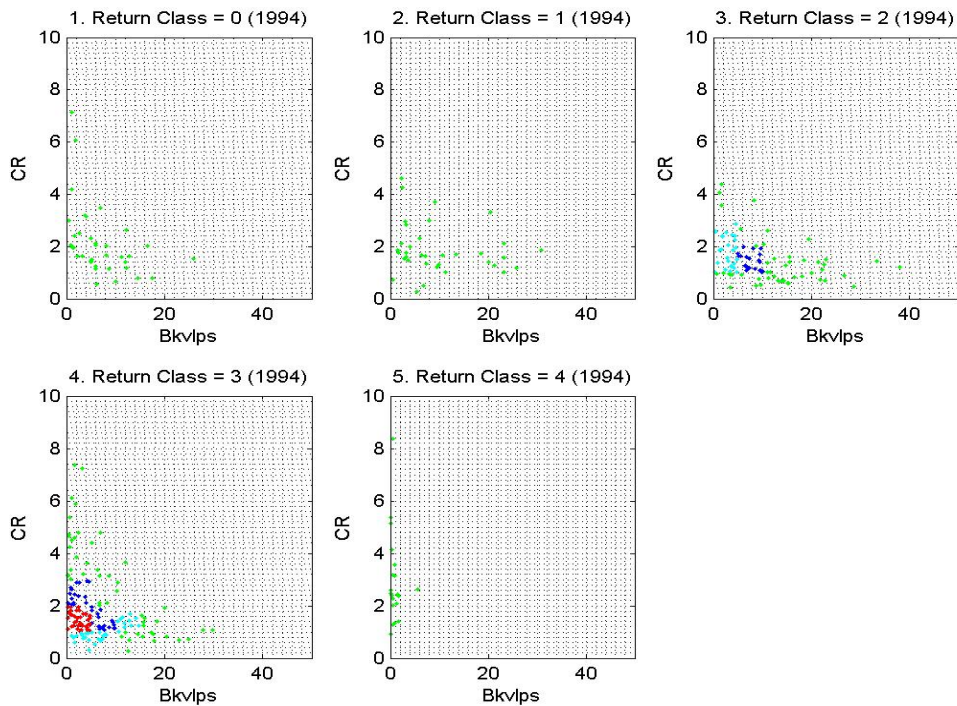 1. Return Class = 0 (1994)
10
8
6
4
2
0
CR
0 20 40
Bkvlps
2. Return Class = 1 (1994)
10
8
6
4
2
0
CR
0 20 40
Bkvlps
3. Return Class = 2 (1994)
10
8
6
4
2
0
CR
0 20 40
Bkvlps
4. Return Class = 3 (1994)
10
8
6
4
2
0
CR
0 20 40
Bkvlps
5. Return Class = 4 (1994)
10
8
6
4
2
0
CR
0 20 40
Bkvlps